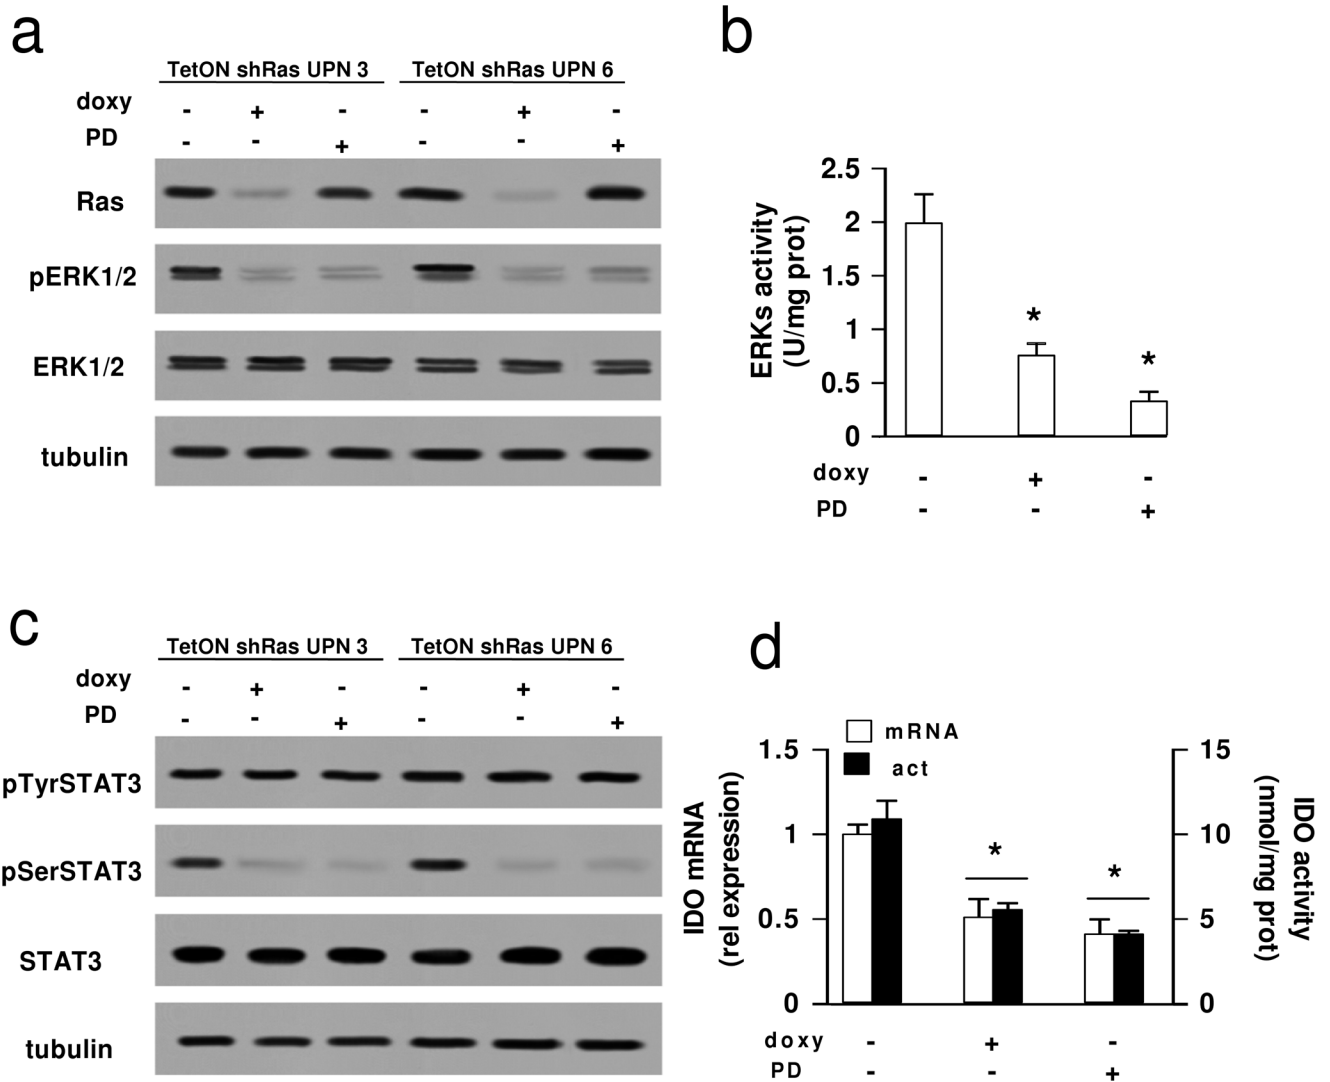 a
TetON shRas UPN 3 TetON shRas UPN 6
doxy - + - - + -
PD - - + - - +
Ras
pERK1/2
ERK1/2
tubulin
b
ERKs activity
(U/mg prot)
2.5
2
1.5
1
0.5
0
*
*
doxy - + -
PD - - +
c
TetON shRas UPN 3 TetON shRas UPN 6
doxy - + - - + -
PD - - + - - +
pTyrSTAT3
pSerSTAT3
STAT3
tubulin
d
mRNA
act
IDO mRNA
(rel expression)
1.5
1
0.5
0
*
*
15
10
5
0
IDO activity
(nmol/mg prot)
doxy - + -
PD - - +